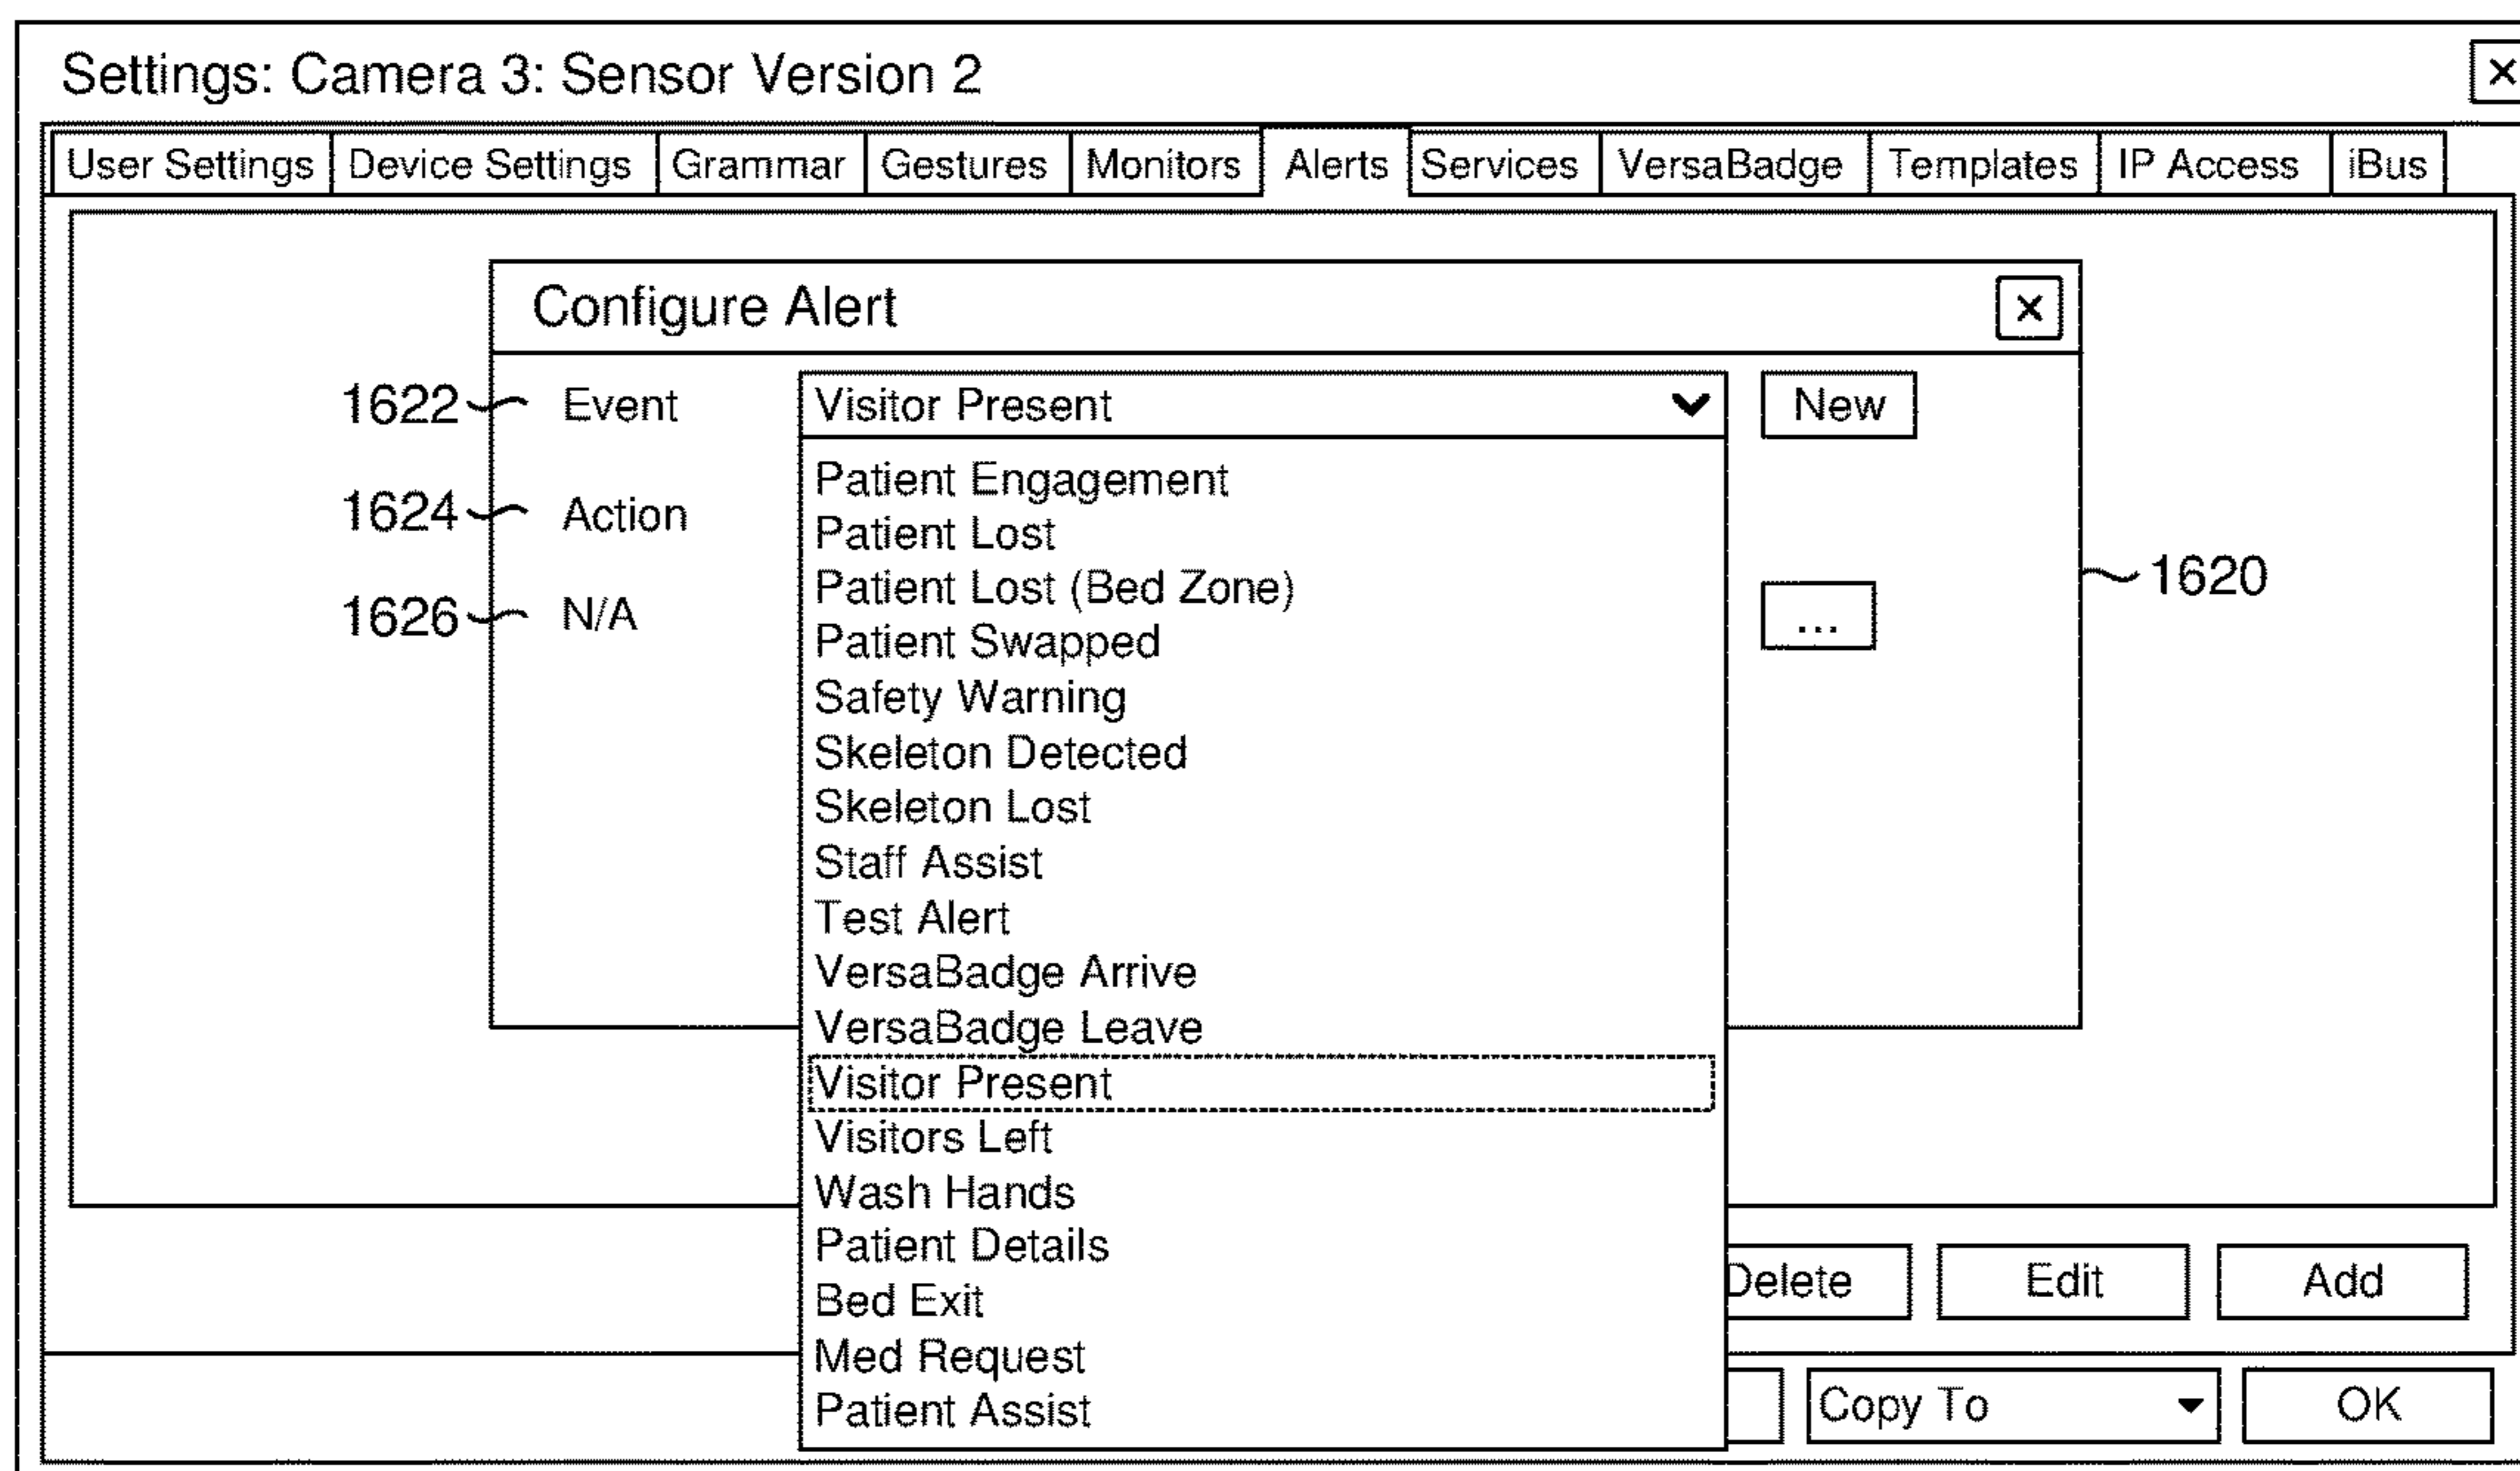 Settings: Camera 3: Sensor Version 2 ×
User Settings Device Settings Grammar Gestures Monitors Alerts Services VersaBadge Templates IP Access iBus
Configure Alert ×
1622 Event Visitor Present New
Patient Engagement
1624 Action
Patient Lost
Patient Lost (Bed Zone)
1620
1626 N/A ...
Patient Swapped
Safety Warning
Skeleton Detected
Skeleton Lost
Staff Assist
Test Alert
VersaBadge Arrive
VersaBadge Leave
Visitor Present
Visitors Left
Wash Hands
Patient Details
Delete Edit Add
Bed Exit
Med Request
Patient Assist
Copy To OK